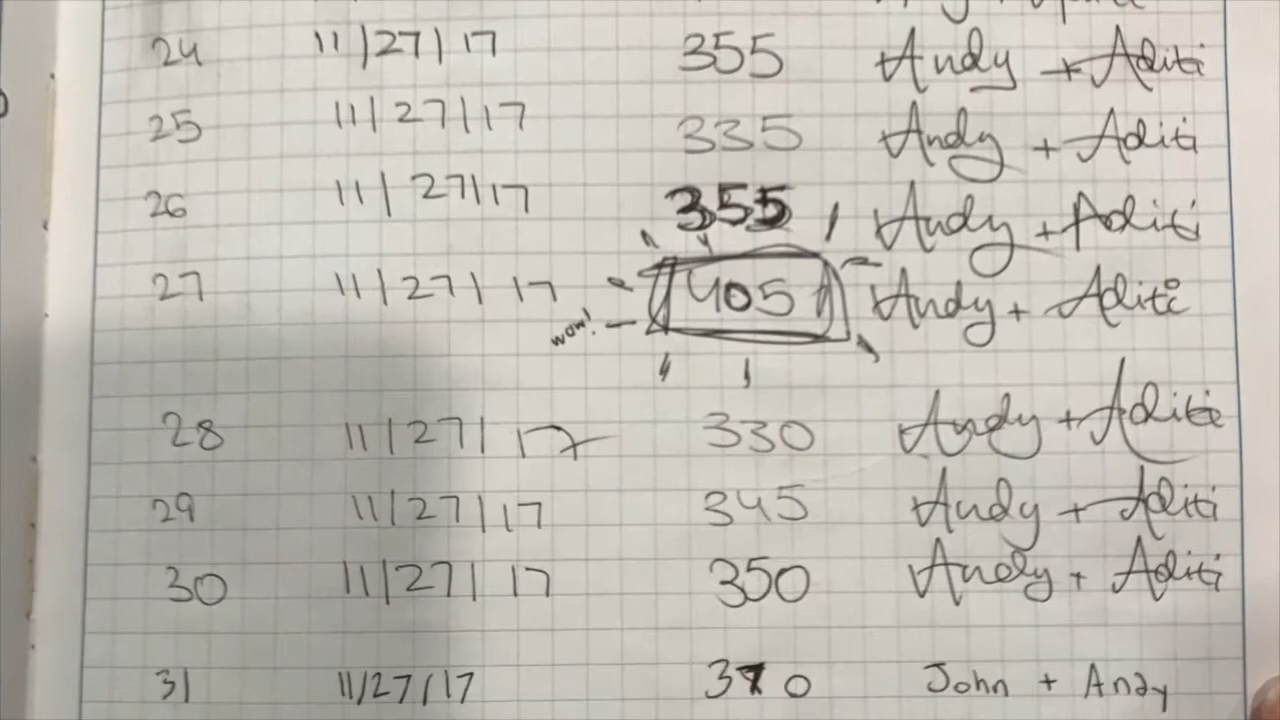 24 11/27/17 355 Andy + Aditi
25 11/27/17 335 Andy + Aditi
26 11/27/17 355 Andy + Aditi
27 11/27/17 405 Andy + Aditi
wow!
28 11/27/17 330 Andy + Aditi
29 11/27/17 345 Andy + Aditi
30 11/27/17 350 Andy + Aditi
31 11/27/17 370 John + Andy